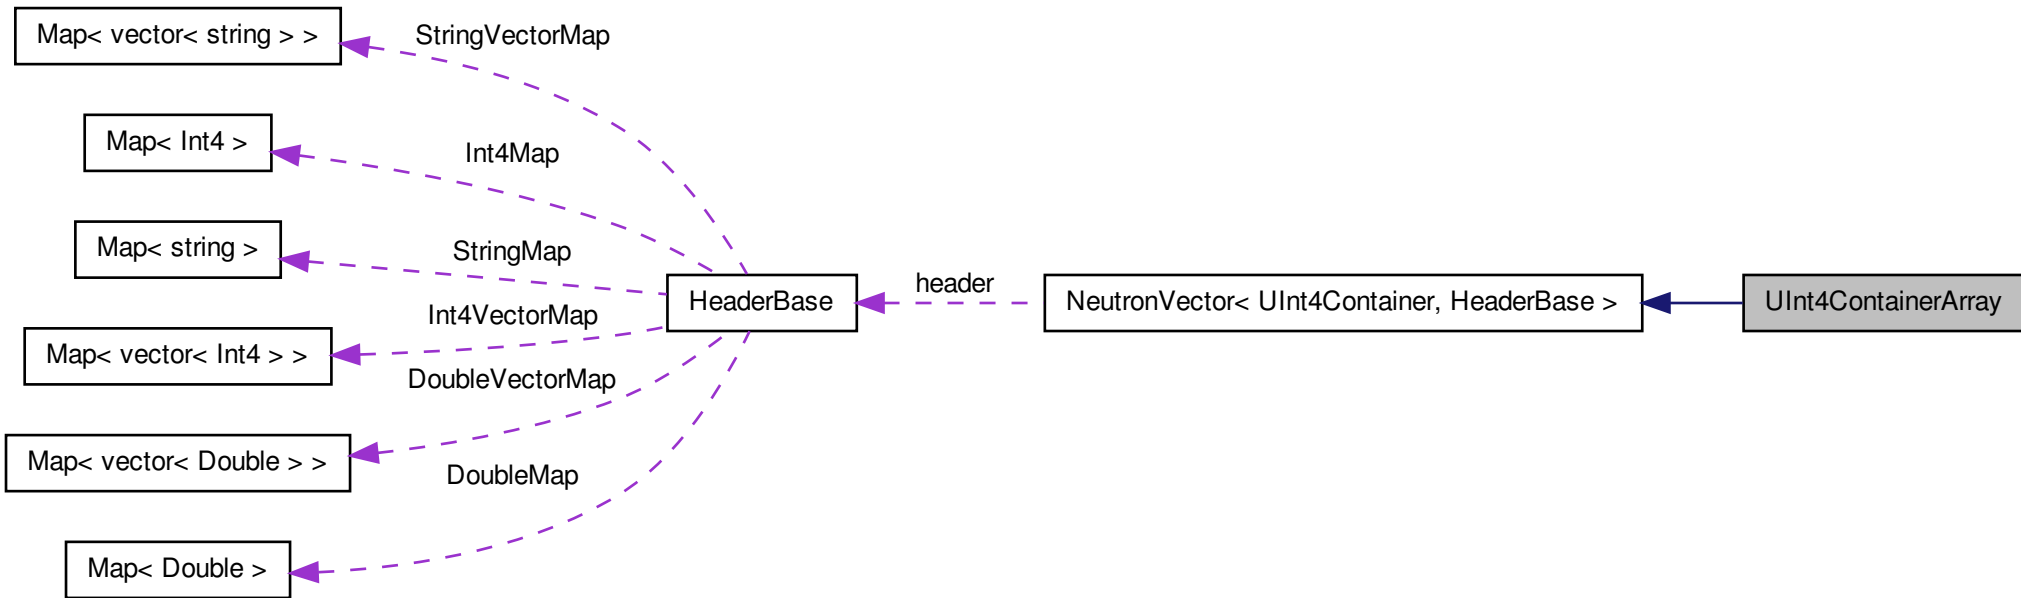 Map< vector< string > >
StringVectorMap
Map< Int4 >
Int4Map
Map< string >
StringMap
Map< vector< Int4 > >
Int4VectorMap
DoubleVectorMap
Map< vector< Double > >
DoubleMap
Map< Double >
HeaderBase
header
NeutronVector< UInt4Container, HeaderBase >
UInt4ContainerArray